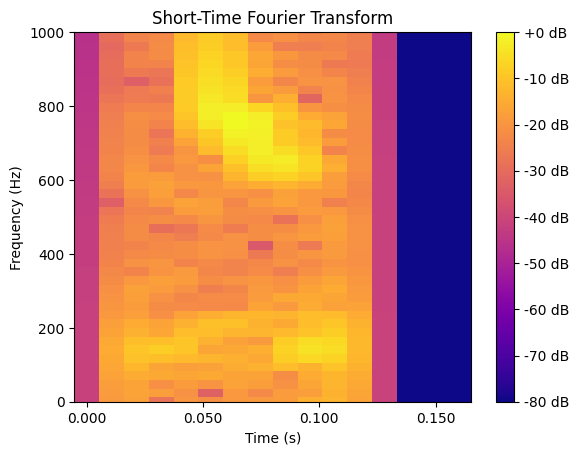 Short-Time Fourier Transform
1000
800
600
400
200
0
Frequency (Hz)
0.000
0.050
0.100
0.150
Time (s)
+0 dB
-10 dB
-20 dB
-30 dB
-40 dB
-50 dB
-60 dB
-70 dB
-80 dB